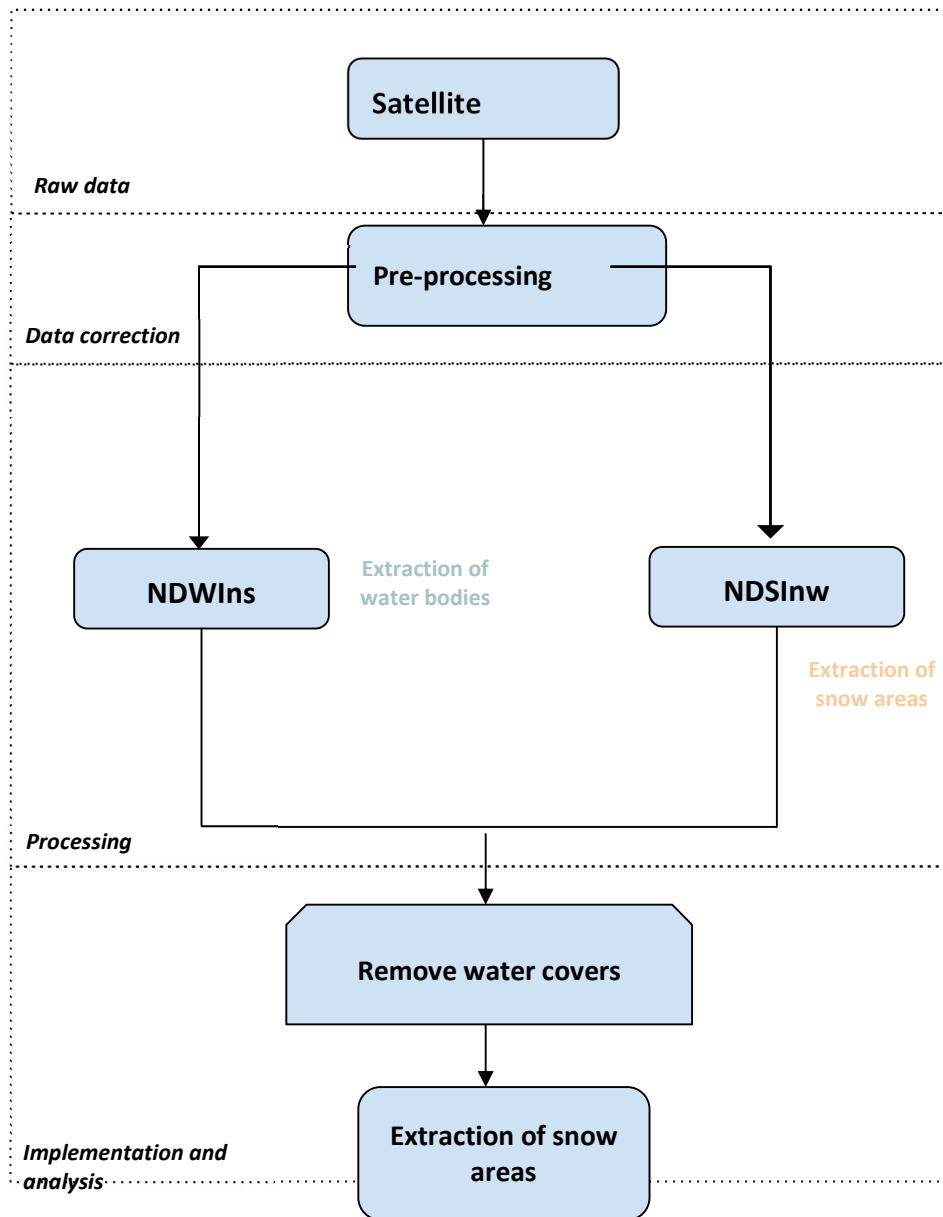 Satellite
Raw data
Pre-processing
Data correction
NDWIns
Extraction of
water bodies
NDSInw
Extraction of
snow areas
Processing
Remove water covers
Extraction of snow
areas
Implementation and
analysis